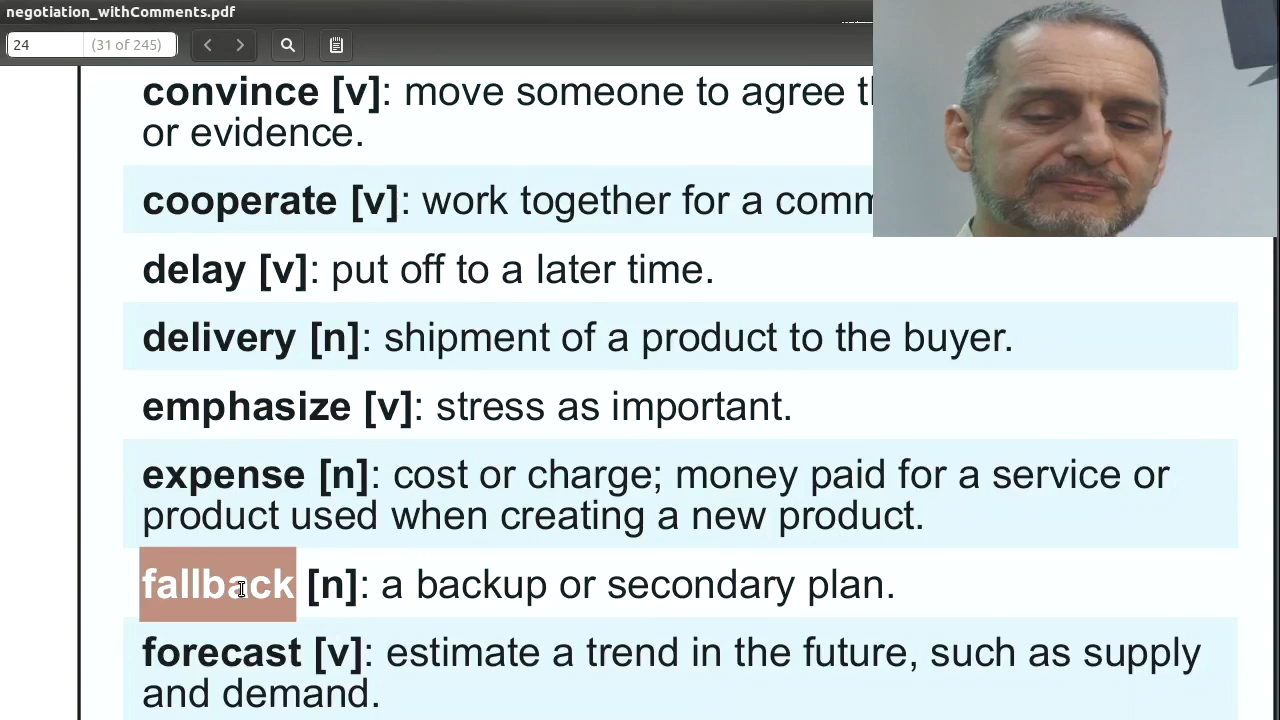 negotiation_withComments.pdf
24 (31 of 245)
convince [v]: move someone to agree
or evidence.
cooperate [v]: work together for a
delay [v]: put off to a later time.
delivery [n]: shipment of a product to the buyer.
emphasize [v]: stress as important.
expense [n]: cost or charge; money paid for a service or
product used when creating a new product.
fallback [n]: a backup or secondary plan.
forecast [v]: estimate a trend in the future, such as supply
and demand.